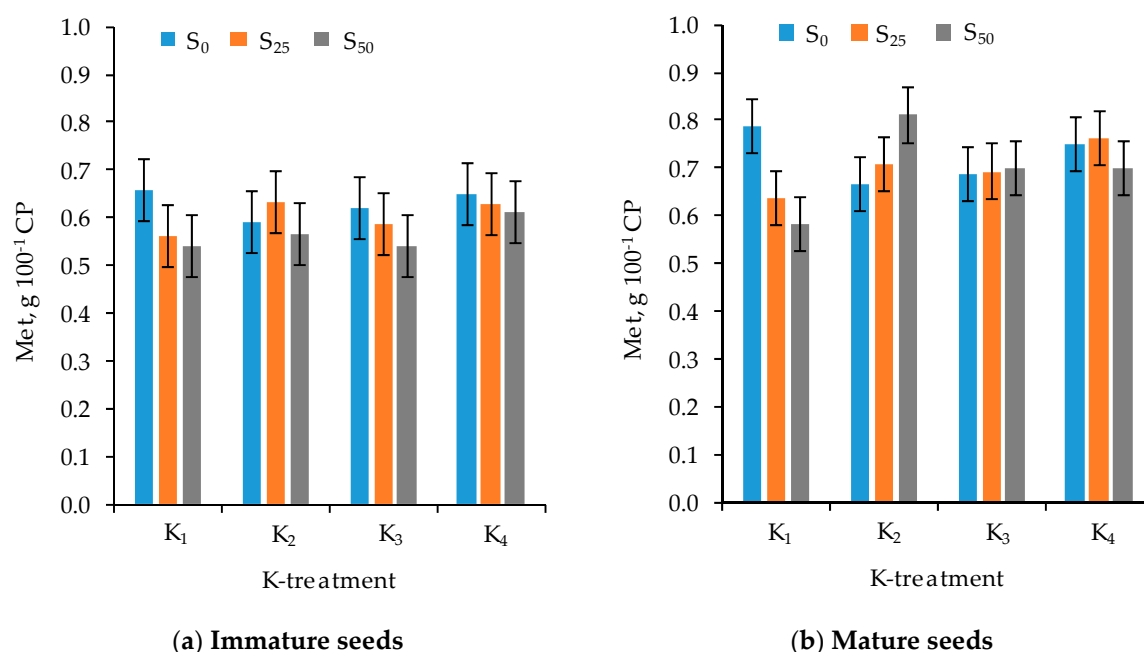 S₀ S₂₅ S₅₀
Met, g 100⁻¹ CP
1.0
0.9
0.8
0.7
0.6
0.5
0.4
0.3
0.2
0.1
0.0
K₁ K₂ K₃ K₄
K-treatment
(a) Immature seeds
S₀ S₂₅ S₅₀
Met, g 100⁻¹ CP
1.0
0.9
0.8
0.7
0.6
0.5
0.4
0.3
0.2
0.1
0.0
K₁ K₂ K₃ K₄
K-treatment
(b) Mature seeds